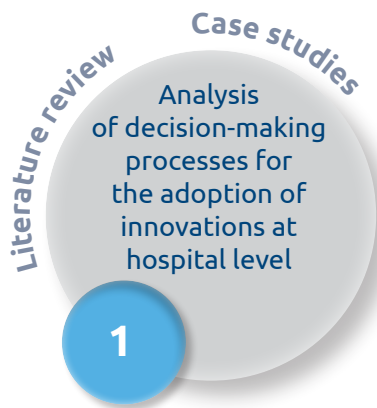 Literature review
Case studies
Analysis
of decision-making
processes for
the adoption of
innovations at
hospital level
1